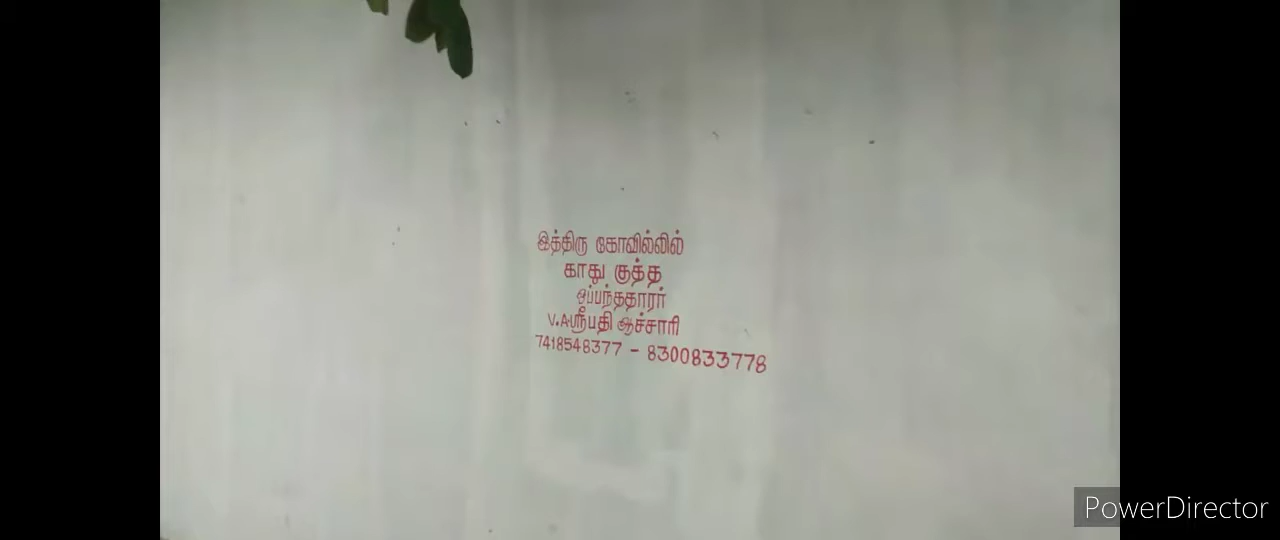 இத்திரு கோவில்லில்
காது குத்த
ஒப்பந்ததாரர்
V.A.ஸ்ரீபதி ஆச்சாரி
7418548377 - 8300833778
PowerDirector